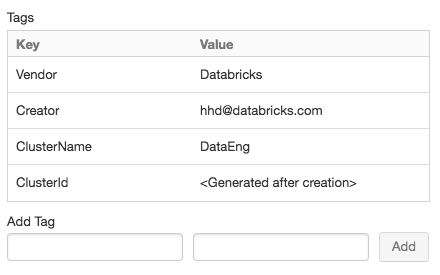 Tags
Key Value
Vendor Databricks
Creator hhd@databricks.com
ClusterName DataEng
ClusterId <Generated after creation>
Add Tag
Add